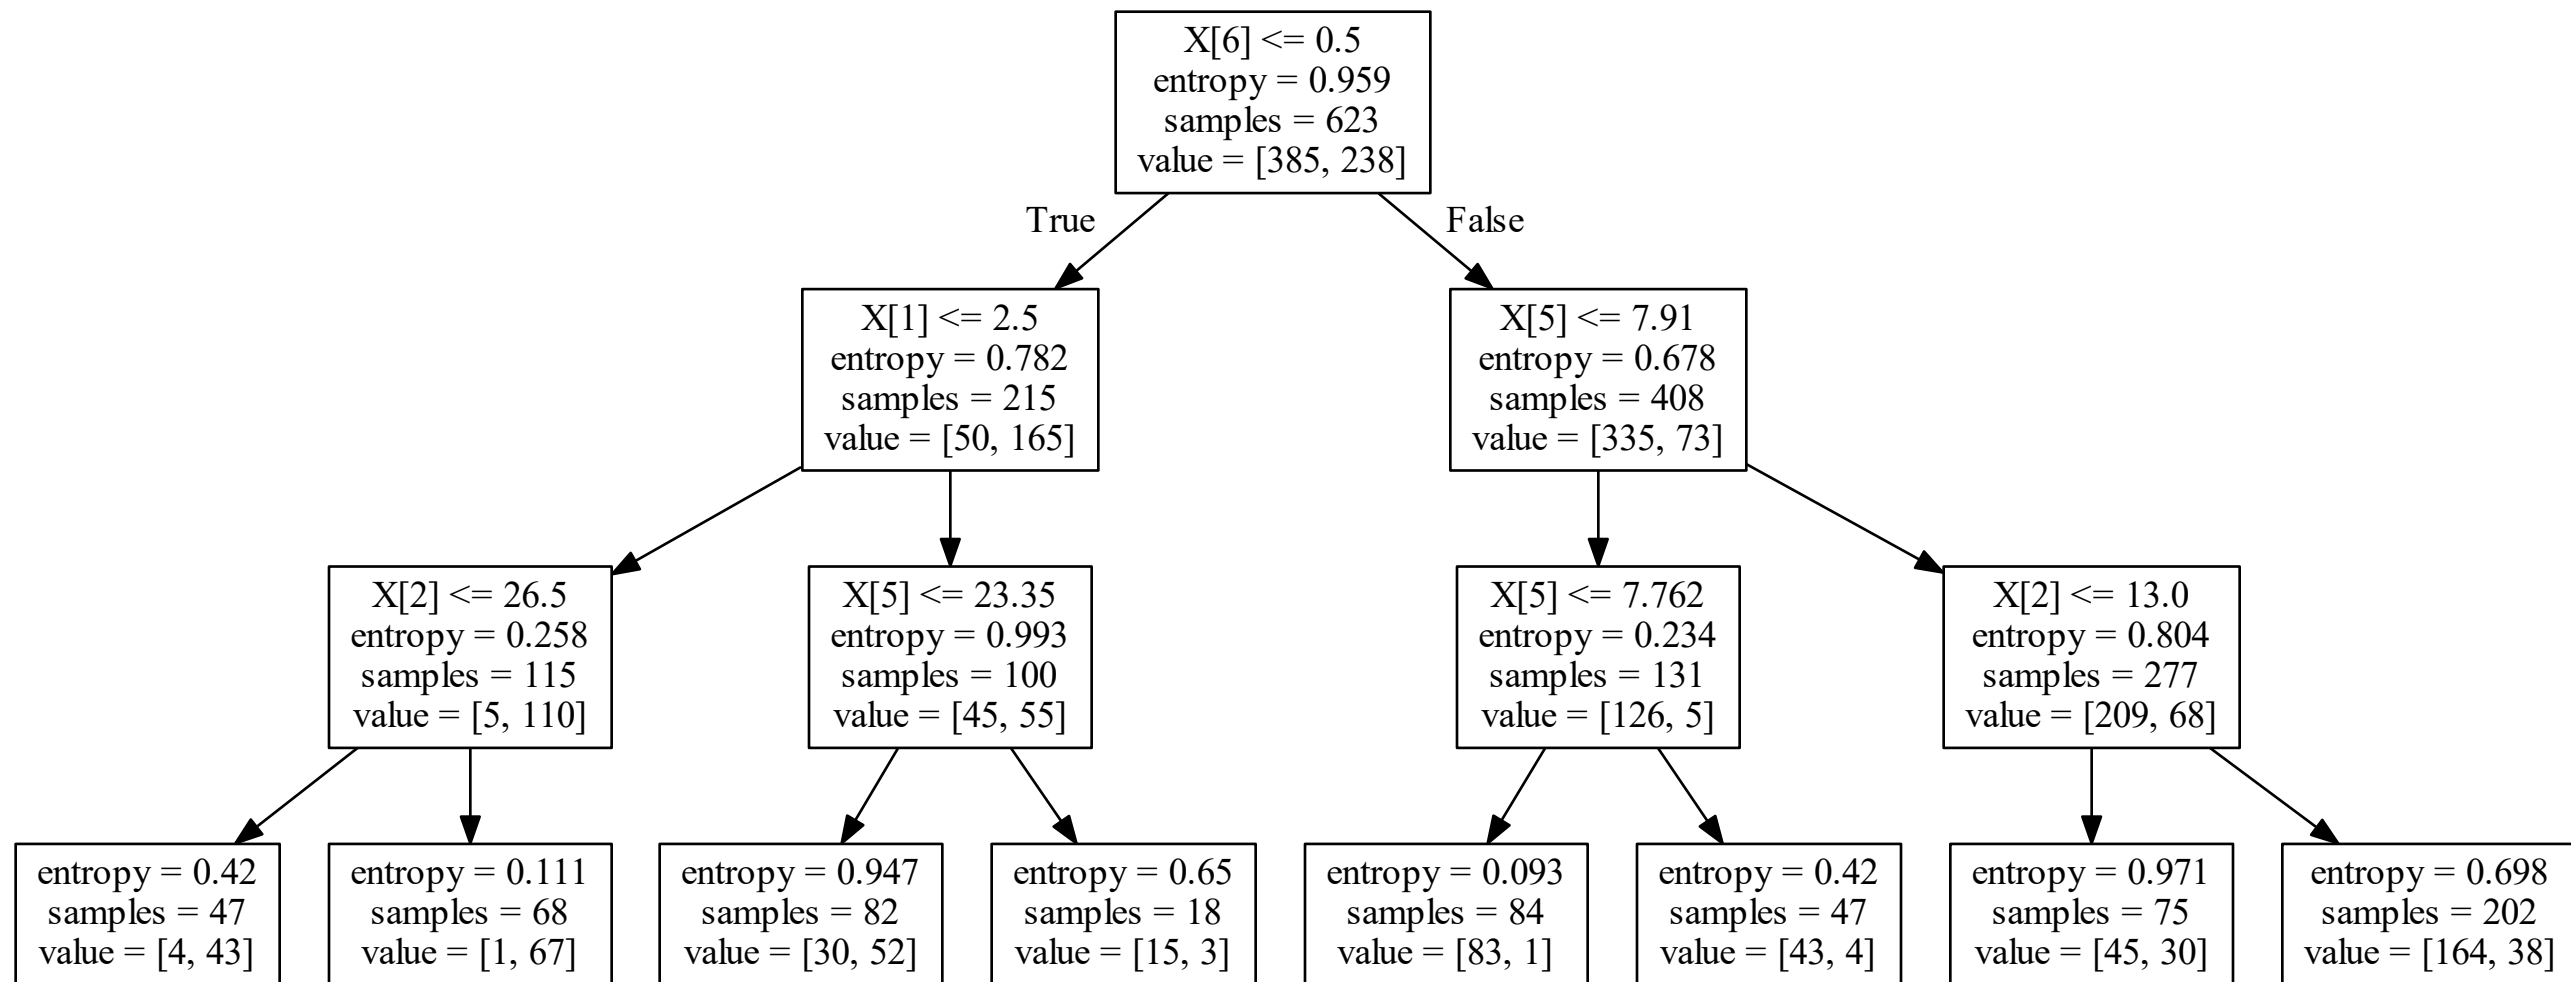 X[6] <= 0.5
entropy = 0.959
samples = 623
value = [385, 238]
True
False
X[1] <= 2.5
entropy = 0.782
samples = 215
value = [50, 165]
X[5] <= 7.91
entropy = 0.678
samples = 408
value = [335, 73]
X[2] <= 26.5
entropy = 0.258
samples = 115
value = [5, 110]
X[5] <= 23.35
entropy = 0.993
samples = 100
value = [45, 55]
X[5] <= 7.762
entropy = 0.234
samples = 131
value = [126, 5]
X[2] <= 13.0
entropy = 0.804
samples = 277
value = [209, 68]
entropy = 0.42
samples = 47
value = [4, 43]
entropy = 0.111
samples = 68
value = [1, 67]
entropy = 0.947
samples = 82
value = [30, 52]
entropy = 0.65
samples = 18
value = [15, 3]
entropy = 0.093
samples = 84
value = [83, 1]
entropy = 0.42
samples = 47
value = [43, 4]
entropy = 0.971
samples = 75
value = [45, 30]
entropy = 0.698
samples = 202
value = [164, 38]